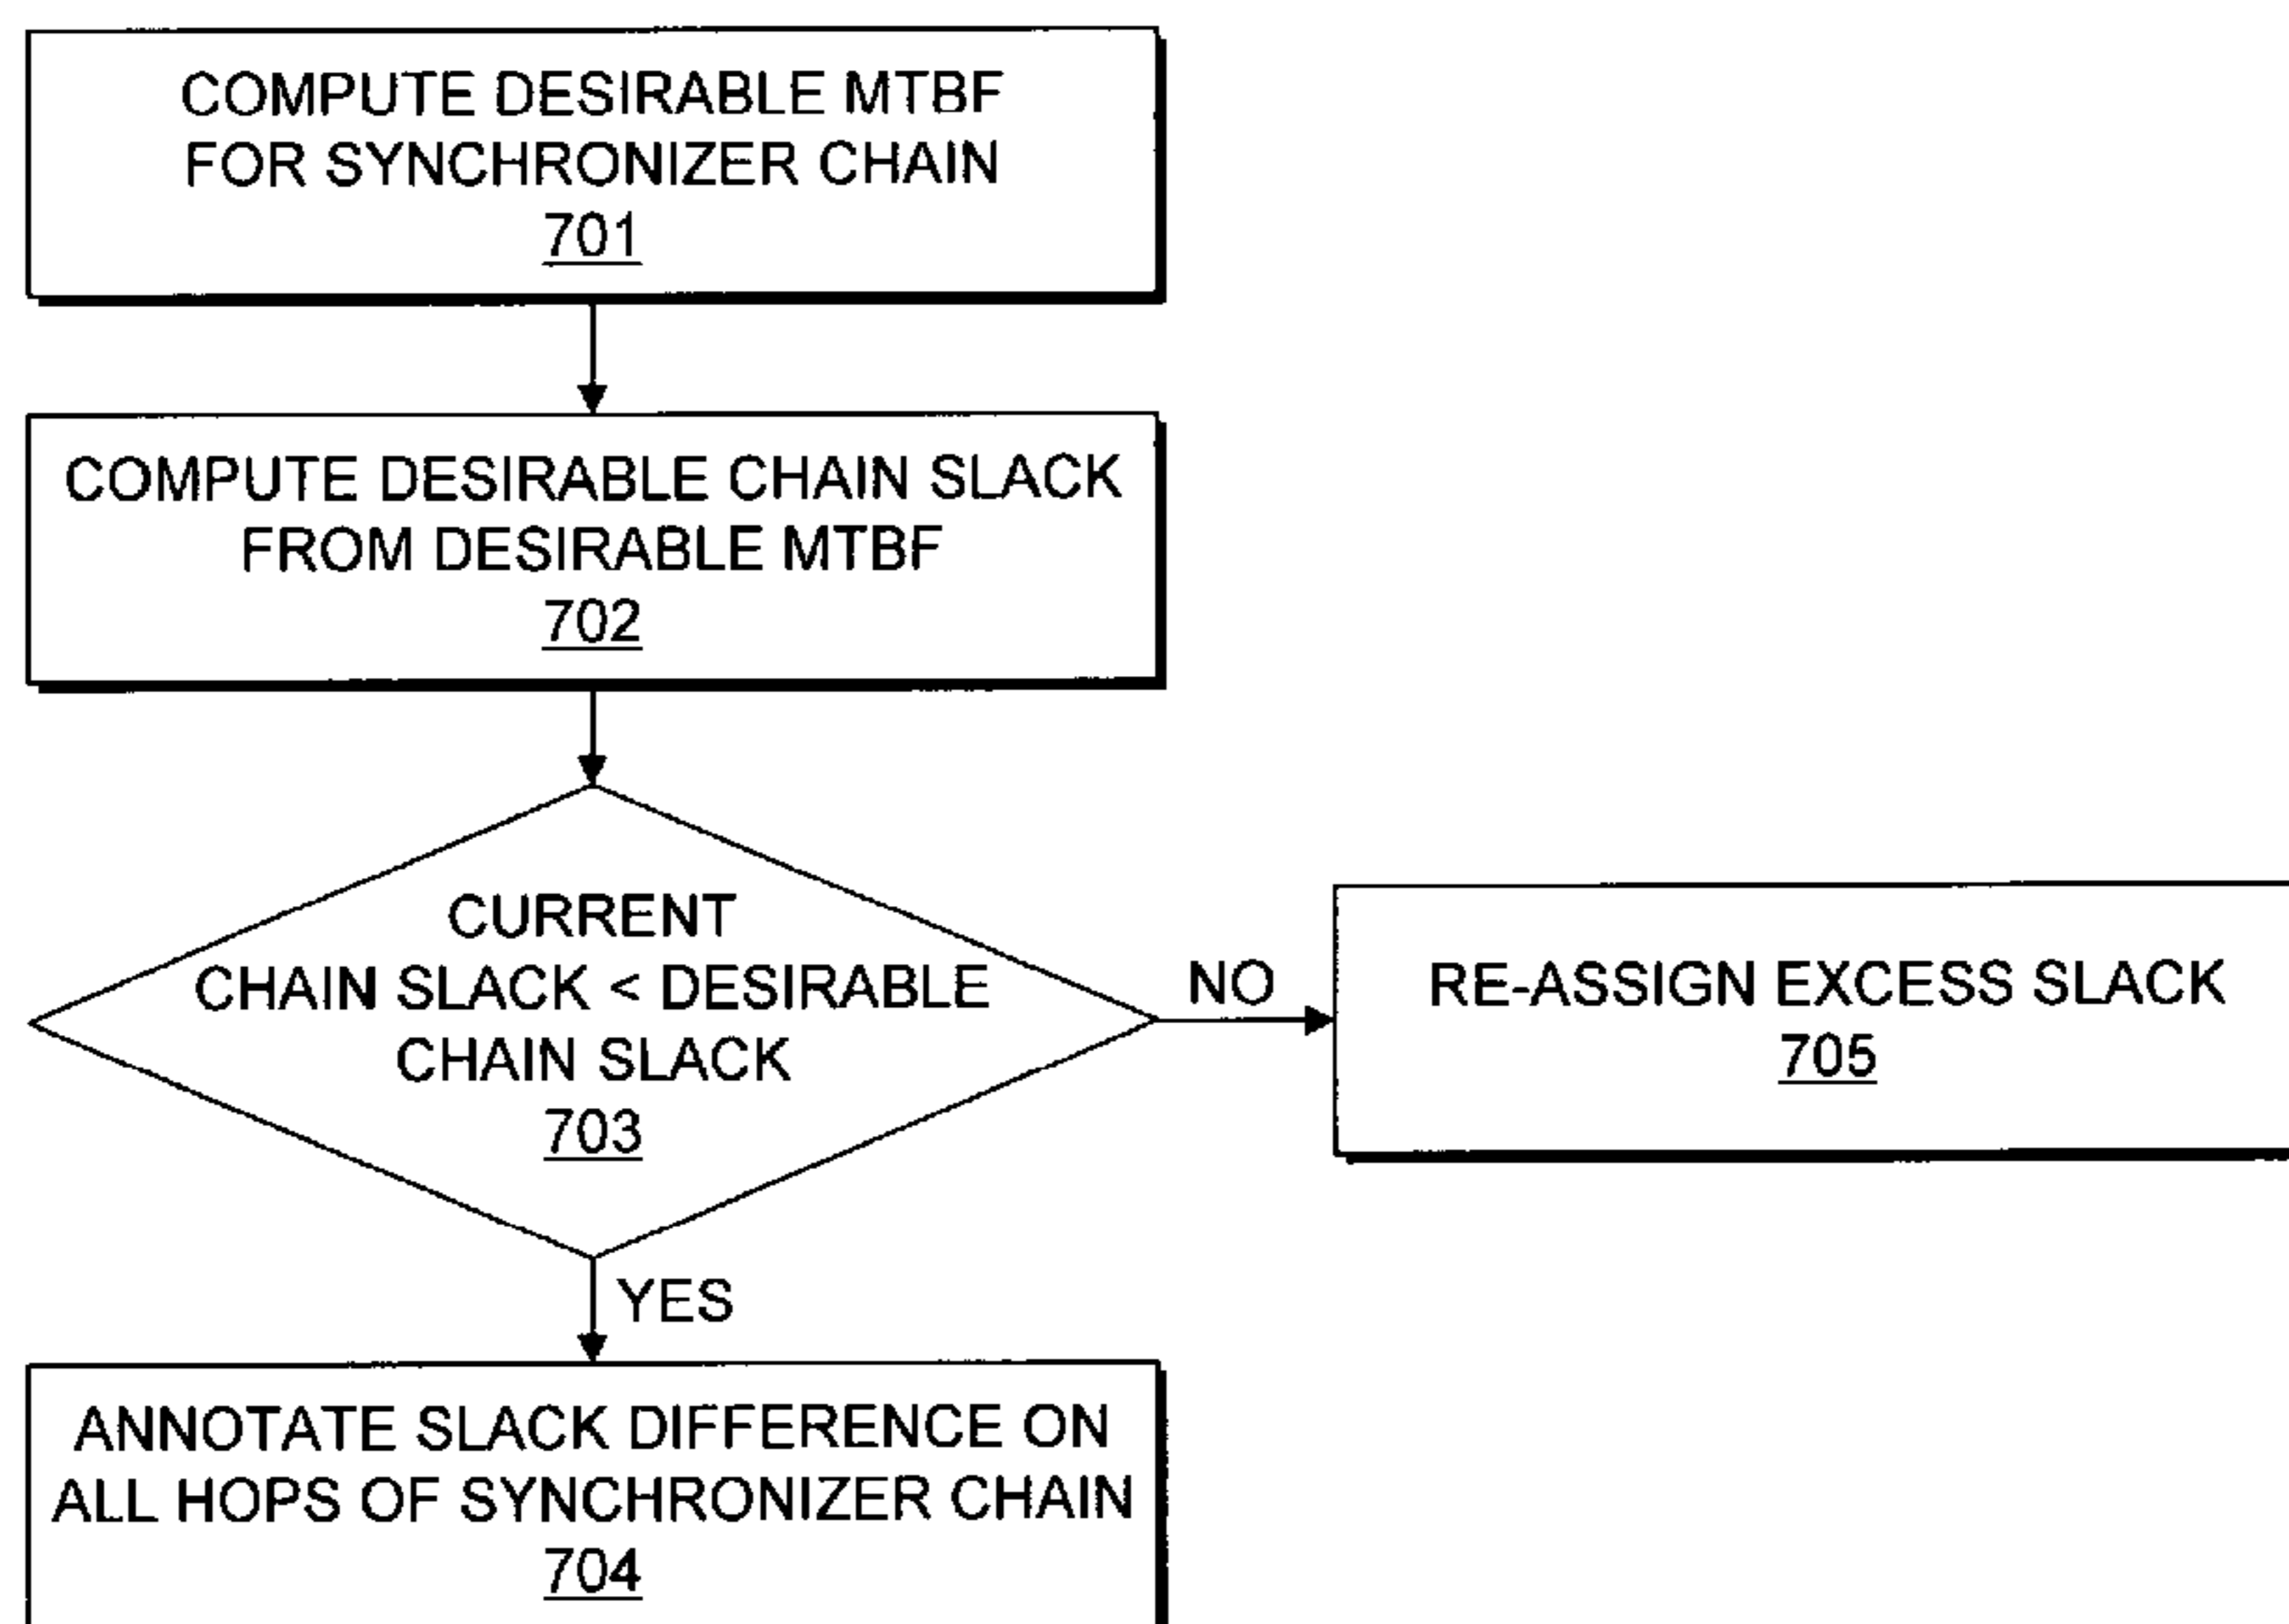 COMPUTE DESIRABLE MTBF
FOR SYNCHRONIZER CHAIN
701
COMPUTE DESIRABLE CHAIN SLACK
FROM DESIRABLE MTBF
702
CURRENT
CHAIN SLACK < DESIRABLE
CHAIN SLACK
703
NO
RE-ASSIGN EXCESS SLACK
705
YES
ANNOTATE SLACK DIFFERENCE ON
ALL HOPS OF SYNCHRONIZER CHAIN
704